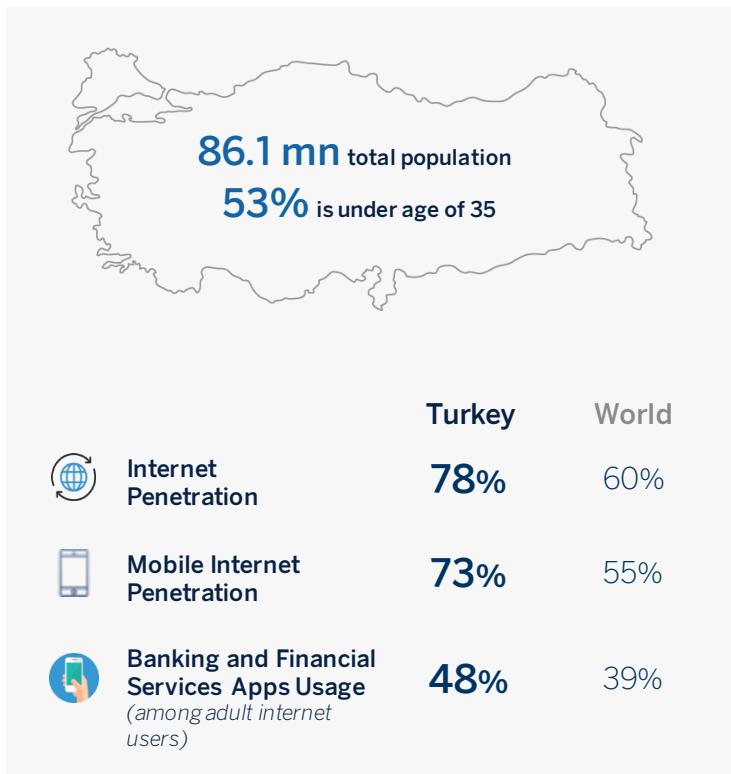 86.1 mn total population
53% is under age of 35
Turkey World
Internet
Penetration
78% 60%
Mobile Internet
Penetration
73% 55%
Banking and Financial
Services Apps Usage
(among adult internet
users)
48% 39%